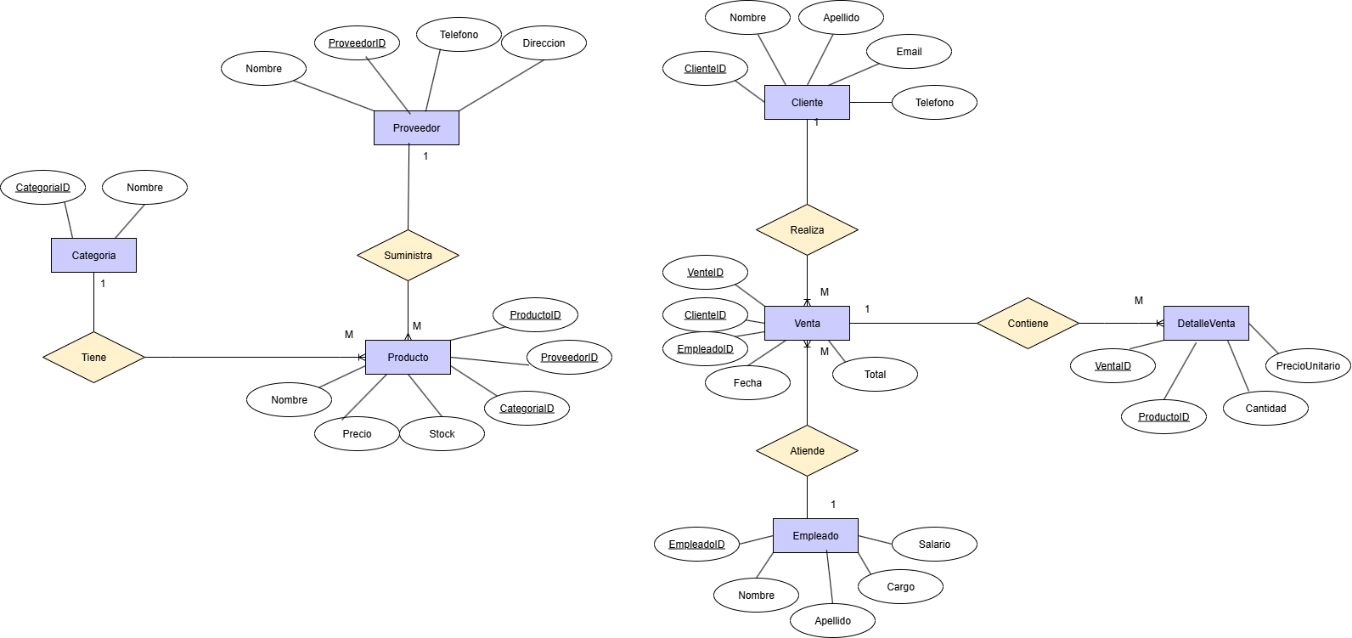 Nombre
Apellido
Telefono
ProveedorID
Direccion
Email
Nombre
ClienteID
Cliente
Telefono
1
Proveedor
1
CategoriaID
Nombre
Realiza
Categoria
Suministra
VenteID
1
M
M
1
ProductoID
ClienteID
Venta
Contiene
DetalleVenta
M
M
EmpleadoID
M
Tiene
Producto
ProveedorID
VentaID
PrecioUnitario
Fecha
Total
Nombre
CategoriaID
Cantidad
ProductoID
Precio
Stock
Atiende
1
Empleado
EmpleadoID
Salario
Cargo
Nombre
Apellido